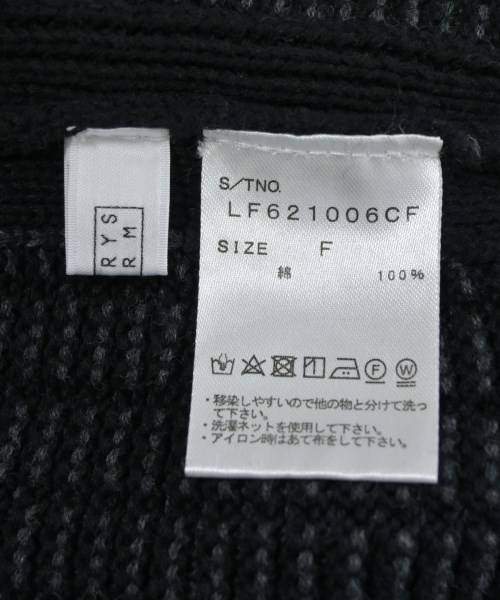 RYS
RM
S/TNO.
LF621006CF
SIZE F
綿 100%
F W
・移染しやすいので他の物と分けて洗っ
て下さい。
・洗濯ネットを使用して下さい。
・アイロン時はあて布をして下さい。